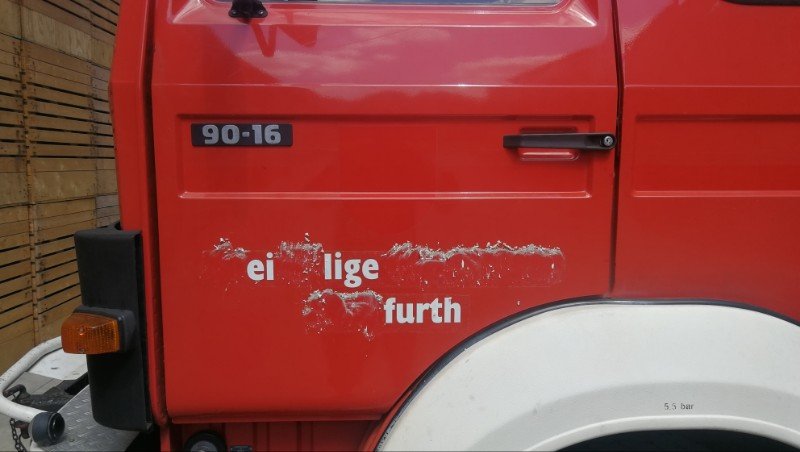 90-16
ei lige
furth
5,5 bar